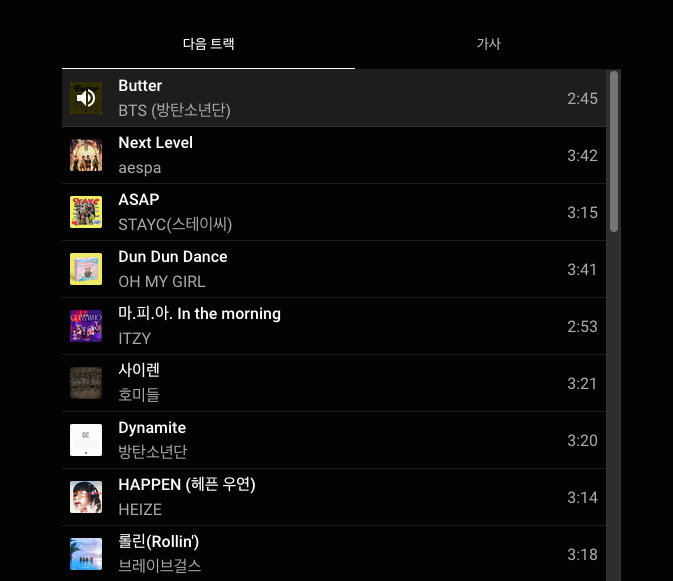 다음 트랙
가사
Butter
BTS (방탄소년단)
2:45
Next Level
aespa
3:42
ASAP
STAYC(스테이씨)
3:15
Dun Dun Dance
OH MY GIRL
3:41
마.피.아. In the morning
ITZY
2:53
사이렌
호미들
3:21
Dynamite
방탄소년단
3:20
HAPPEN (헤픈 우연)
HEIZE
3:14
롤린(Rollin')
브레이브걸스
3:18